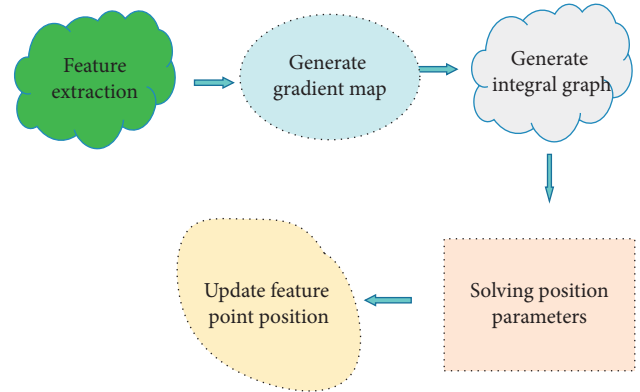 Feature
extraction
Generate
gradient map
Generate
integral graph
Solving position
parameters
Update feature
point position